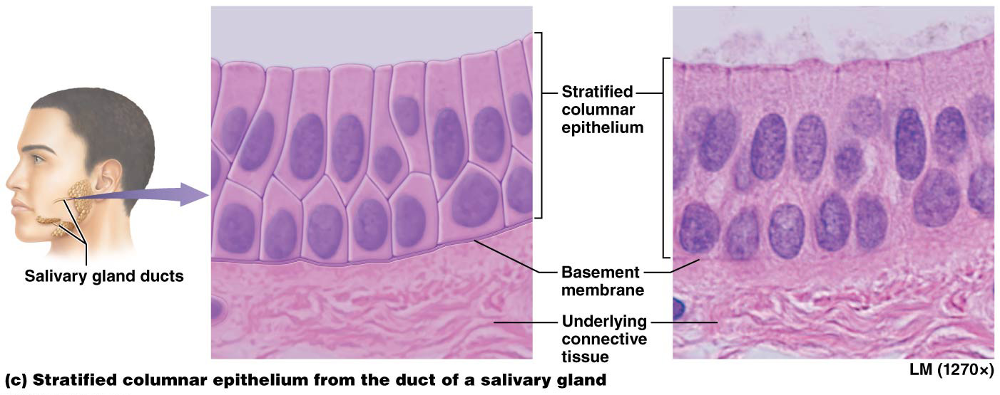 Stratified
columnar
epithelium
Salivary gland ducts
Basement
membrane
Underlying
connective
tissue
LM (1270×)
(c) Stratified columnar epithelium from the duct of a salivary gland